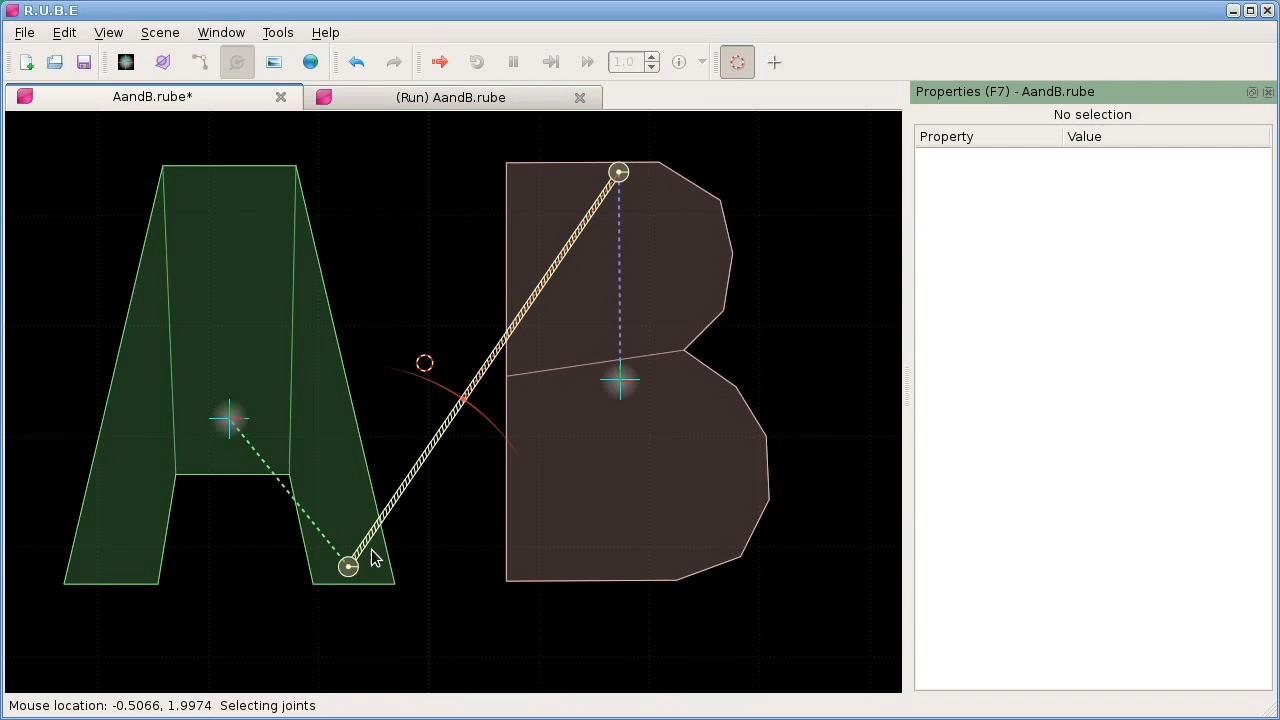 R.U.B.E
File Edit View Scene Window Tools Help
1.0
AandB.rube*
(Run) AandB.rube
Properties (F7) - AandB.rube
No selection
Property Value
Mouse location: -0.5066, 1.9974 Selecting joints